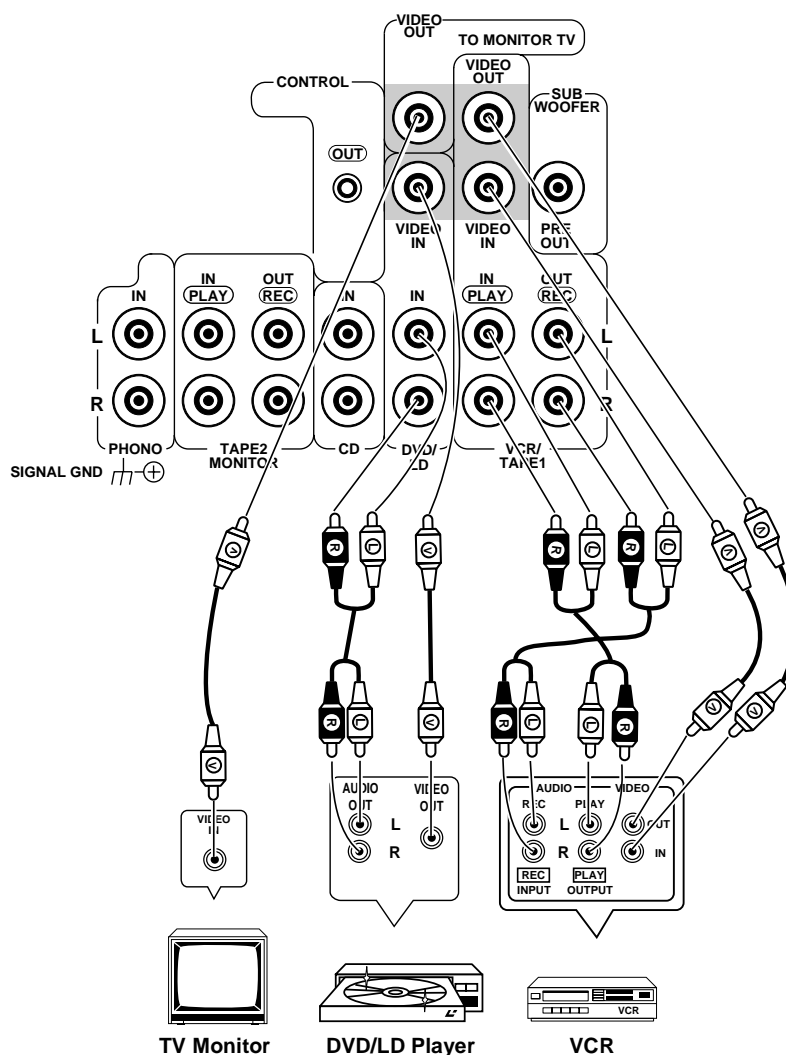 VIDEO
OUT
TO MONITOR TV
VIDEO
OUT
CONTROL
SUB
WOOFER
OUT
VIDEO
IN
VIDEO
IN
PRE
OUT
IN
IN
PLAY
OUT
REC
IN
IN
IN
PLAY
OUT
REC
L
L
R
R
PHONO
TAPE2
MONITOR
CD
DVD/
LD
VCR/
TAPE1
SIGNAL GND
V
R
L
V
R
L
R
L
V
V
R
L
V
R
L
L
R
V
V
V
VIDEO
IN
AUDIO
OUT
VIDEO
OUT
L
R
AUDIO
VIDEO
REC
PLAY
L
OUT
R
IN
REC
INPUT
PLAY
OUTPUT
VCR
TV Monitor
DVD/LD Player
VCR